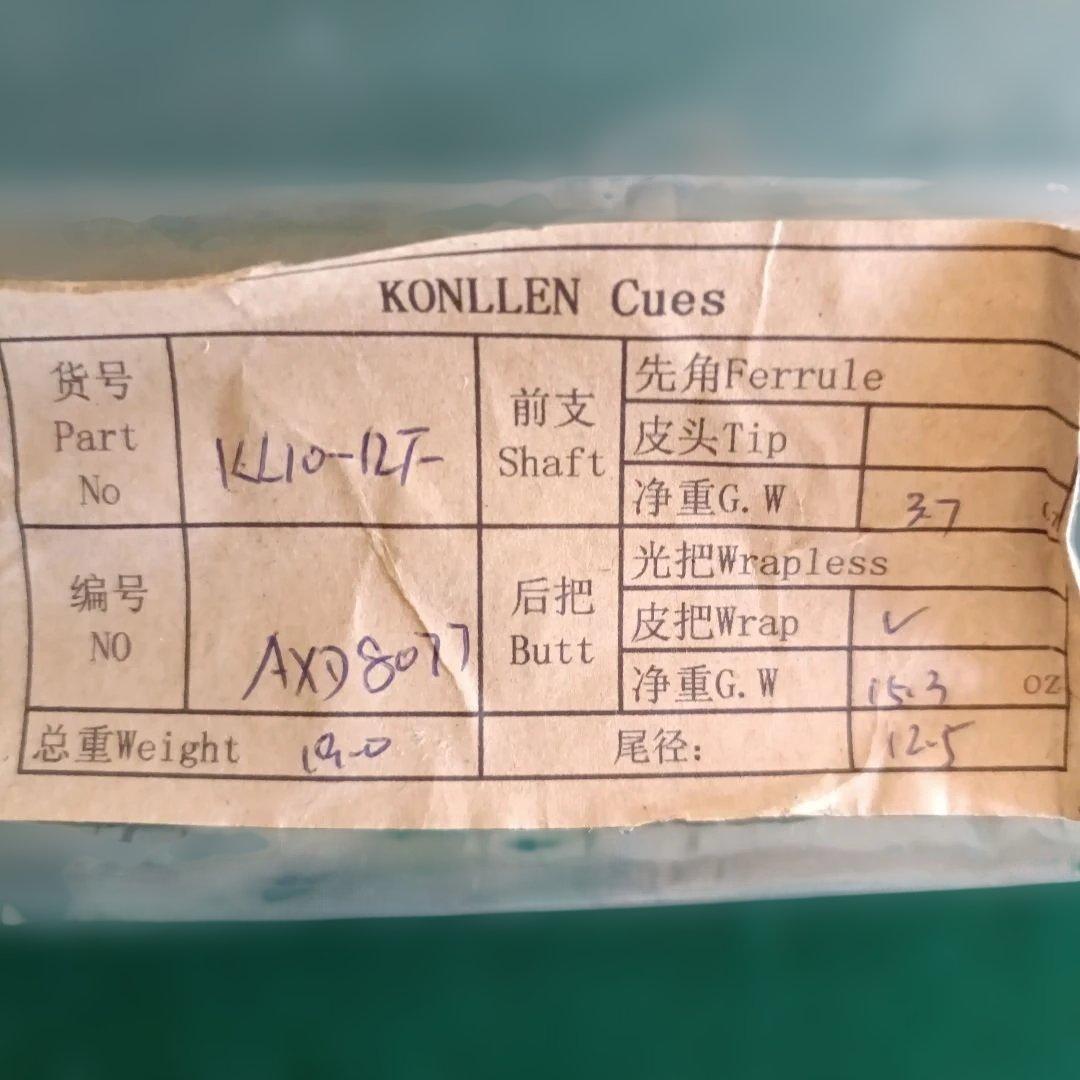 KONLLEN Cues
货号
Part
No
KL10-12T
前支
Shaft
先角Ferrule
皮头Tip
净重G.W
3.7
编号
NO
AXD8077
后把
Butt
光把Wrapless
皮把Wrap ✓
净重G.W
15.3 OZ
总重Weight 19.0
尾径:
12.5